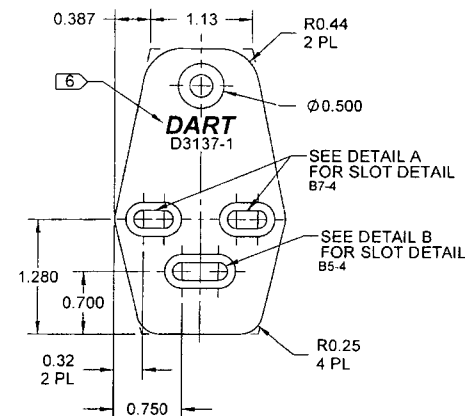 0.387
1.13
R0.44
2 PL
6
Ø0.500
DART
D3137-1
SEE DETAIL A
FOR SLOT DETAIL
B7-4
SEE DETAIL B
FOR SLOT DETAIL
B5-4
1.280
0.700
0.32
2 PL
R0.25
4 PL
0.750